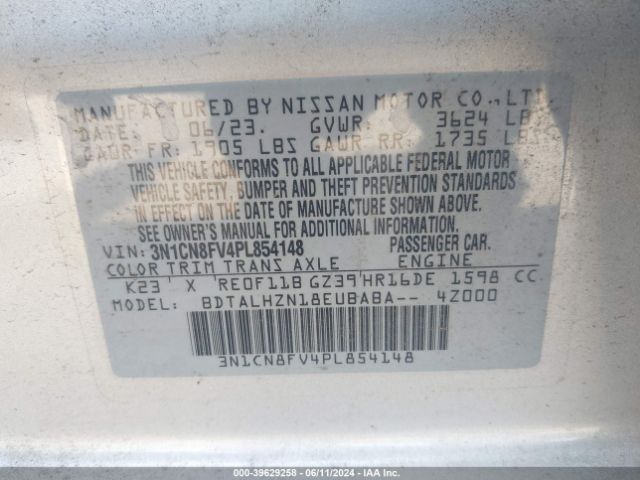 MANUFACTURED BY NISSAN MOTOR CO., LTD.
DATE: 06/23. GVWR: 3624 LBS
GAWR FR: 1905 LBS GAWR RR: 1735 LBS
THIS VEHICLE CONFORMS TO ALL APPLICABLE FEDERAL MOTOR
VEHICLE SAFETY, BUMPER AND THEFT PREVENTION STANDARDS
IN EFFECT ON THE DATE OF MANUFACTURE SHOWN ABOVE.
SEE OWNER'S MANUAL FOR ADDITIONAL INFORMATION.
VIN: 3N1CN8FV4PL854148 PASSENGER CAR.
COLOR TRIM TRANS AXLE ENGINE
K23 X RE0F11B GZ39 HR16DE 1598 CC
MODEL: BDTALHZN18EUBABA-- 4Z000
3N1CN8FV4PL854148
000-39629258 - 06/11/2024 - IAA Inc.